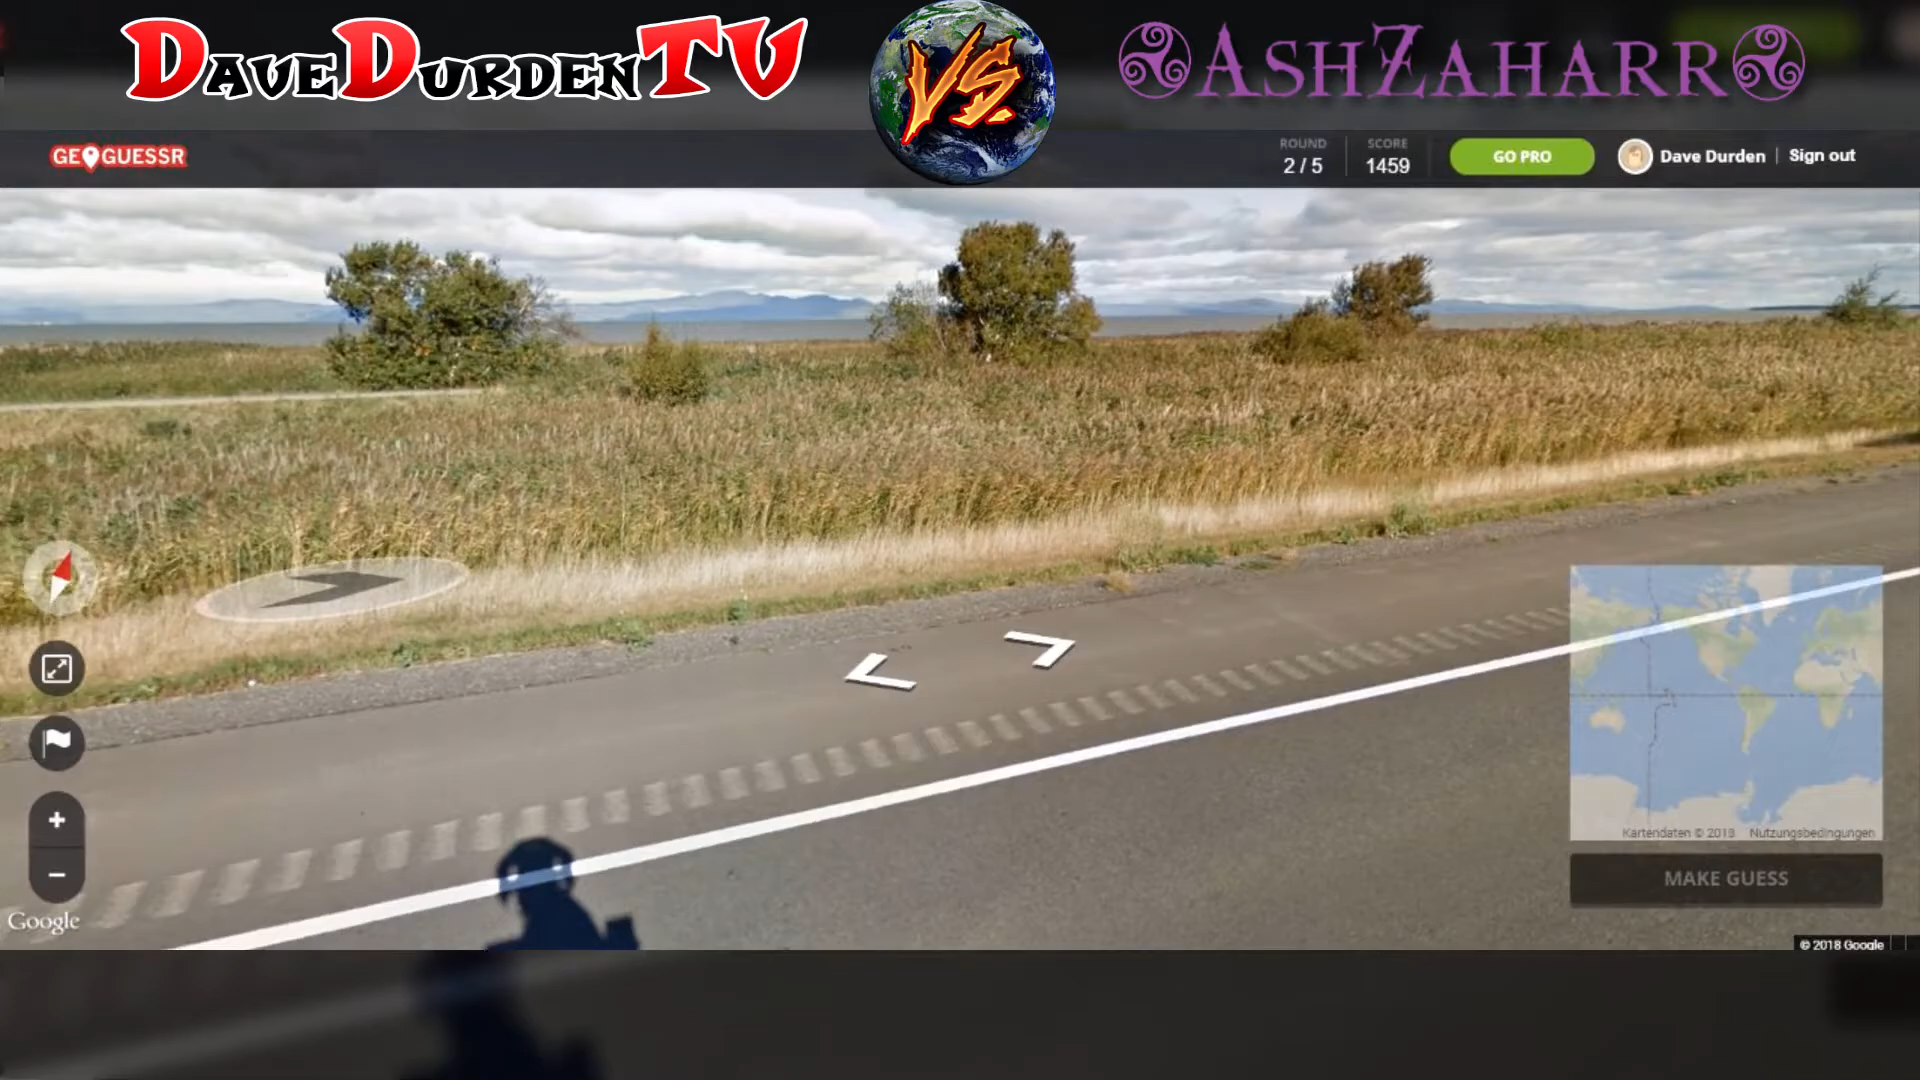 DAVEDURDENTV
VS.
ASHZAHARR
GEOGUESSR
ROUND
2 / 5
SCORE
1459
GO PRO
Dave Durden
Sign out
Kartendaten © 2018 Nutzungsbedingungen
MAKE GUESS
Google
© 2018 Google